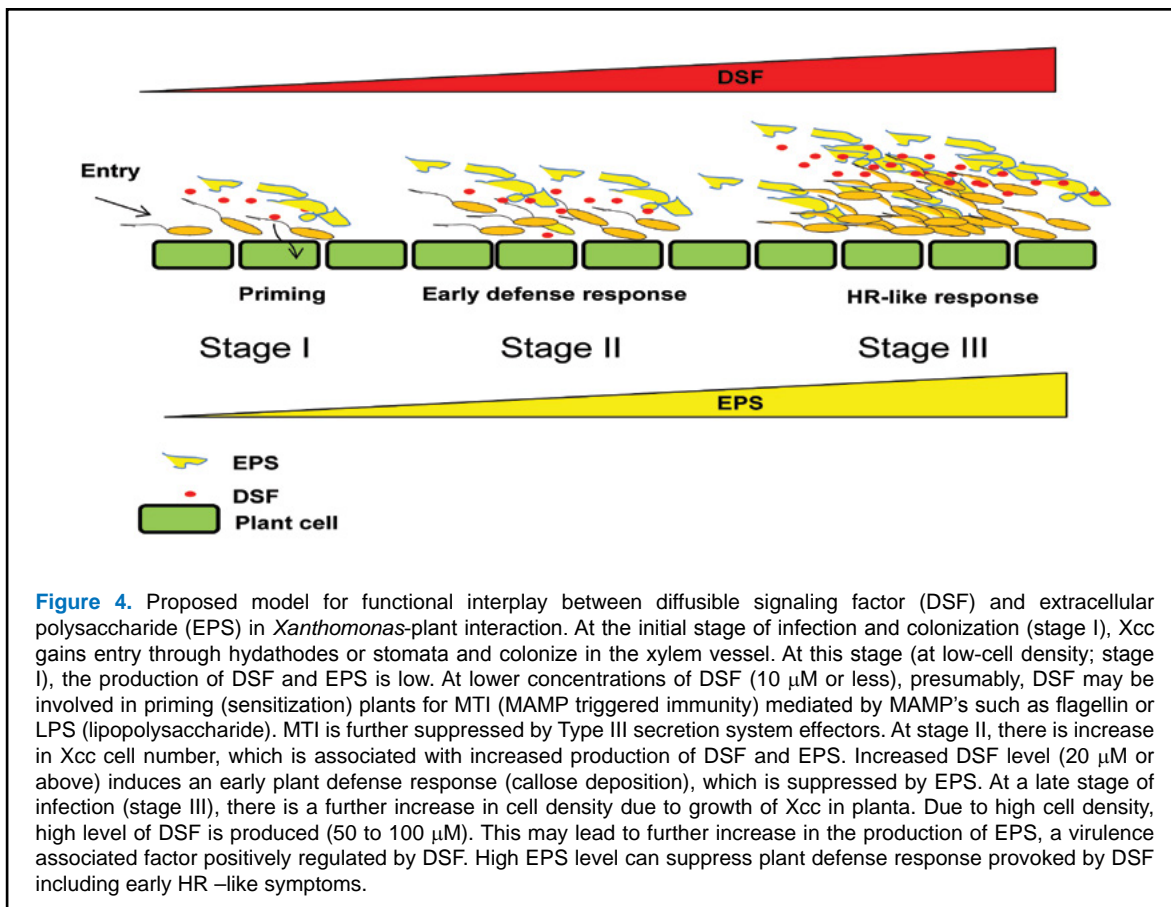 DSF
Entry
Priming
Early defense response
HR-like response
Stage I
Stage II
Stage III
EPS
EPS
DSF
Plant cell
Figure 4. Proposed model for functional interplay between diffusible signaling factor (DSF) and extracellular
polysaccharide (EPS) in Xanthomonas-plant interaction. At the initial stage of infection and colonization (stage I), Xcc
gains entry through hydathodes or stomata and colonize in the xylem vessel. At this stage (at low-cell density; stage
I), the production of DSF and EPS is low. At lower concentrations of DSF (10 μM or less), presumably, DSF may be
involved in priming (sensitization) plants for MTI (MAMP triggered immunity) mediated by MAMP's such as flagellin or
LPS (lipopolysaccharide). MTI is further suppressed by Type III secretion system effectors. At stage II, there is increase
in Xcc cell number, which is associated with increased production of DSF and EPS. Increased DSF level (20 μM or
above) induces an early plant defense response (callose deposition), which is suppressed by EPS. At a late stage of
infection (stage III), there is a further increase in cell density due to growth of Xcc in planta. Due to high cell density,
high level of DSF is produced (50 to 100 μM). This may lead to further increase in the production of EPS, a virulence
associated factor positively regulated by DSF. High EPS level can suppress plant defense response provoked by DSF
including early HR –like symptoms.